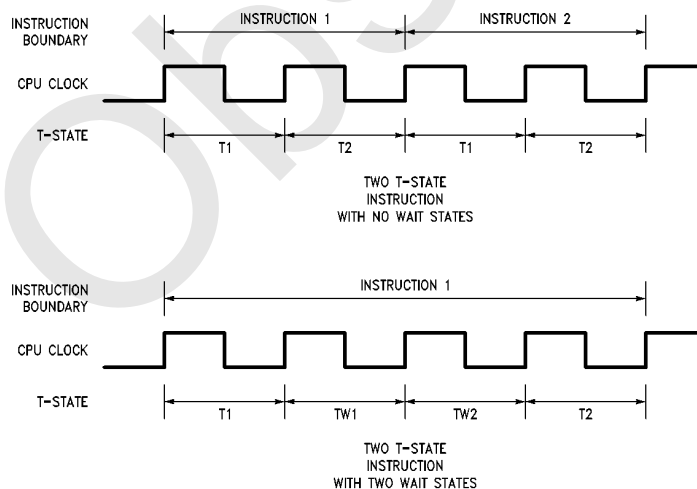 INSTRUCTION
BOUNDARY
INSTRUCTION 1
INSTRUCTION 2
CPU CLOCK
T-STATE
T1
T2
T1
T2
TWO T-STATE
INSTRUCTION
WITH NO WAIT STATES
INSTRUCTION
BOUNDARY
INSTRUCTION 1
CPU CLOCK
T-STATE
T1
TW1
TW2
T2
TWO T-STATE
INSTRUCTION
WITH TWO WAIT STATES